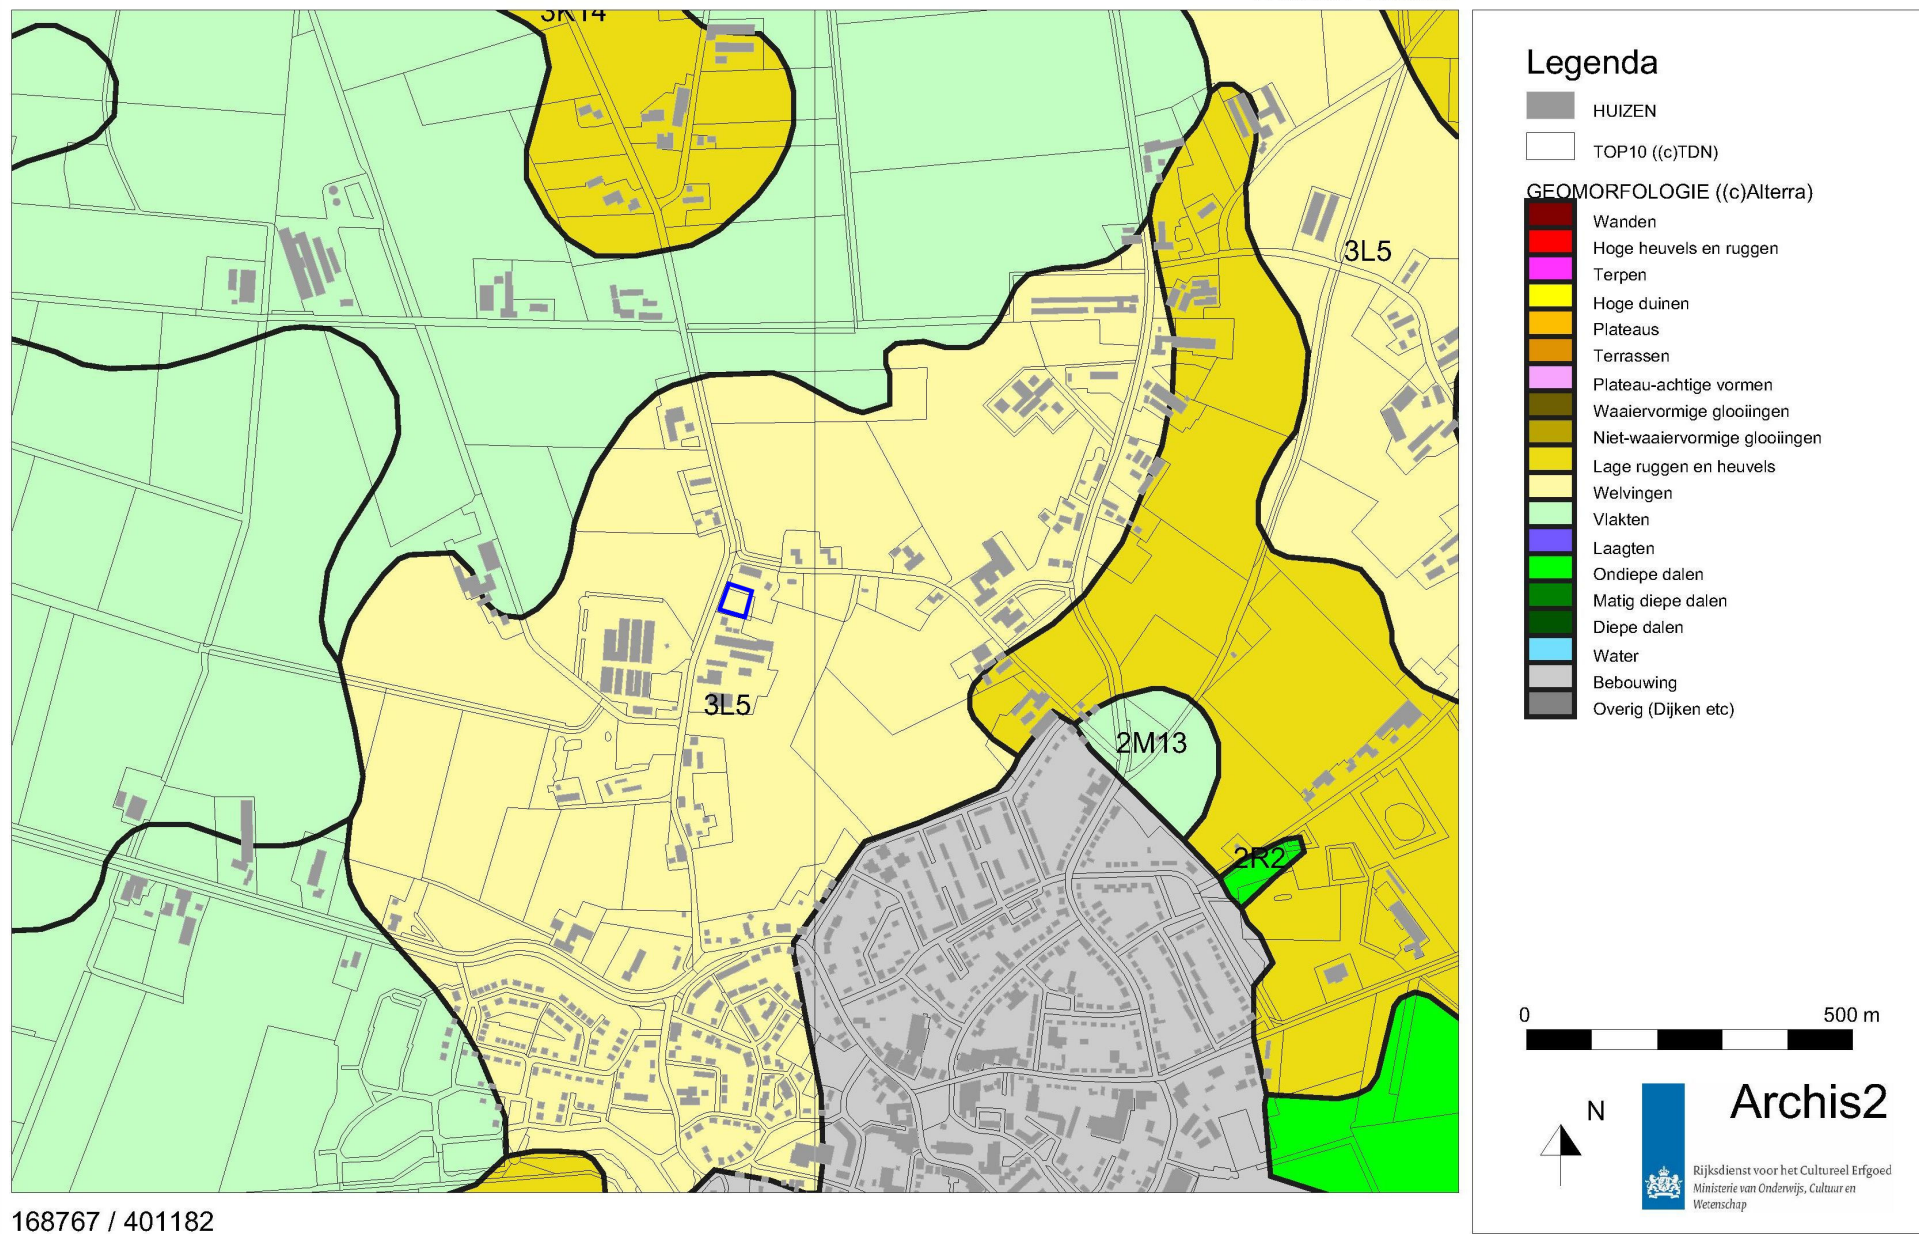 3K14
3L5
3L5
2M13
2R2
168767 / 401182
Legenda
HUIZEN
TOP10 ((c)TDN)
GEOMORFOLOGIE ((c)Alterra)
Wanden
Hoge heuvels en ruggen
Terpen
Hoge duinen
Plateaus
Terrassen
Plateau-achtige vormen
Waaiervormige glooiingen
Niet-waaiervormige glooiingen
Lage ruggen en heuvels
Welvingen
Vlakten
Laagten
Ondiepe dalen
Matig diepe dalen
Diepe dalen
Water
Bebouwing
Overig (Dijken etc)
0 500 m
N
Archis2
Rijksdienst voor het Cultureel Erfgoed
Ministerie van Onderwijs, Cultuur en
Wetenschap